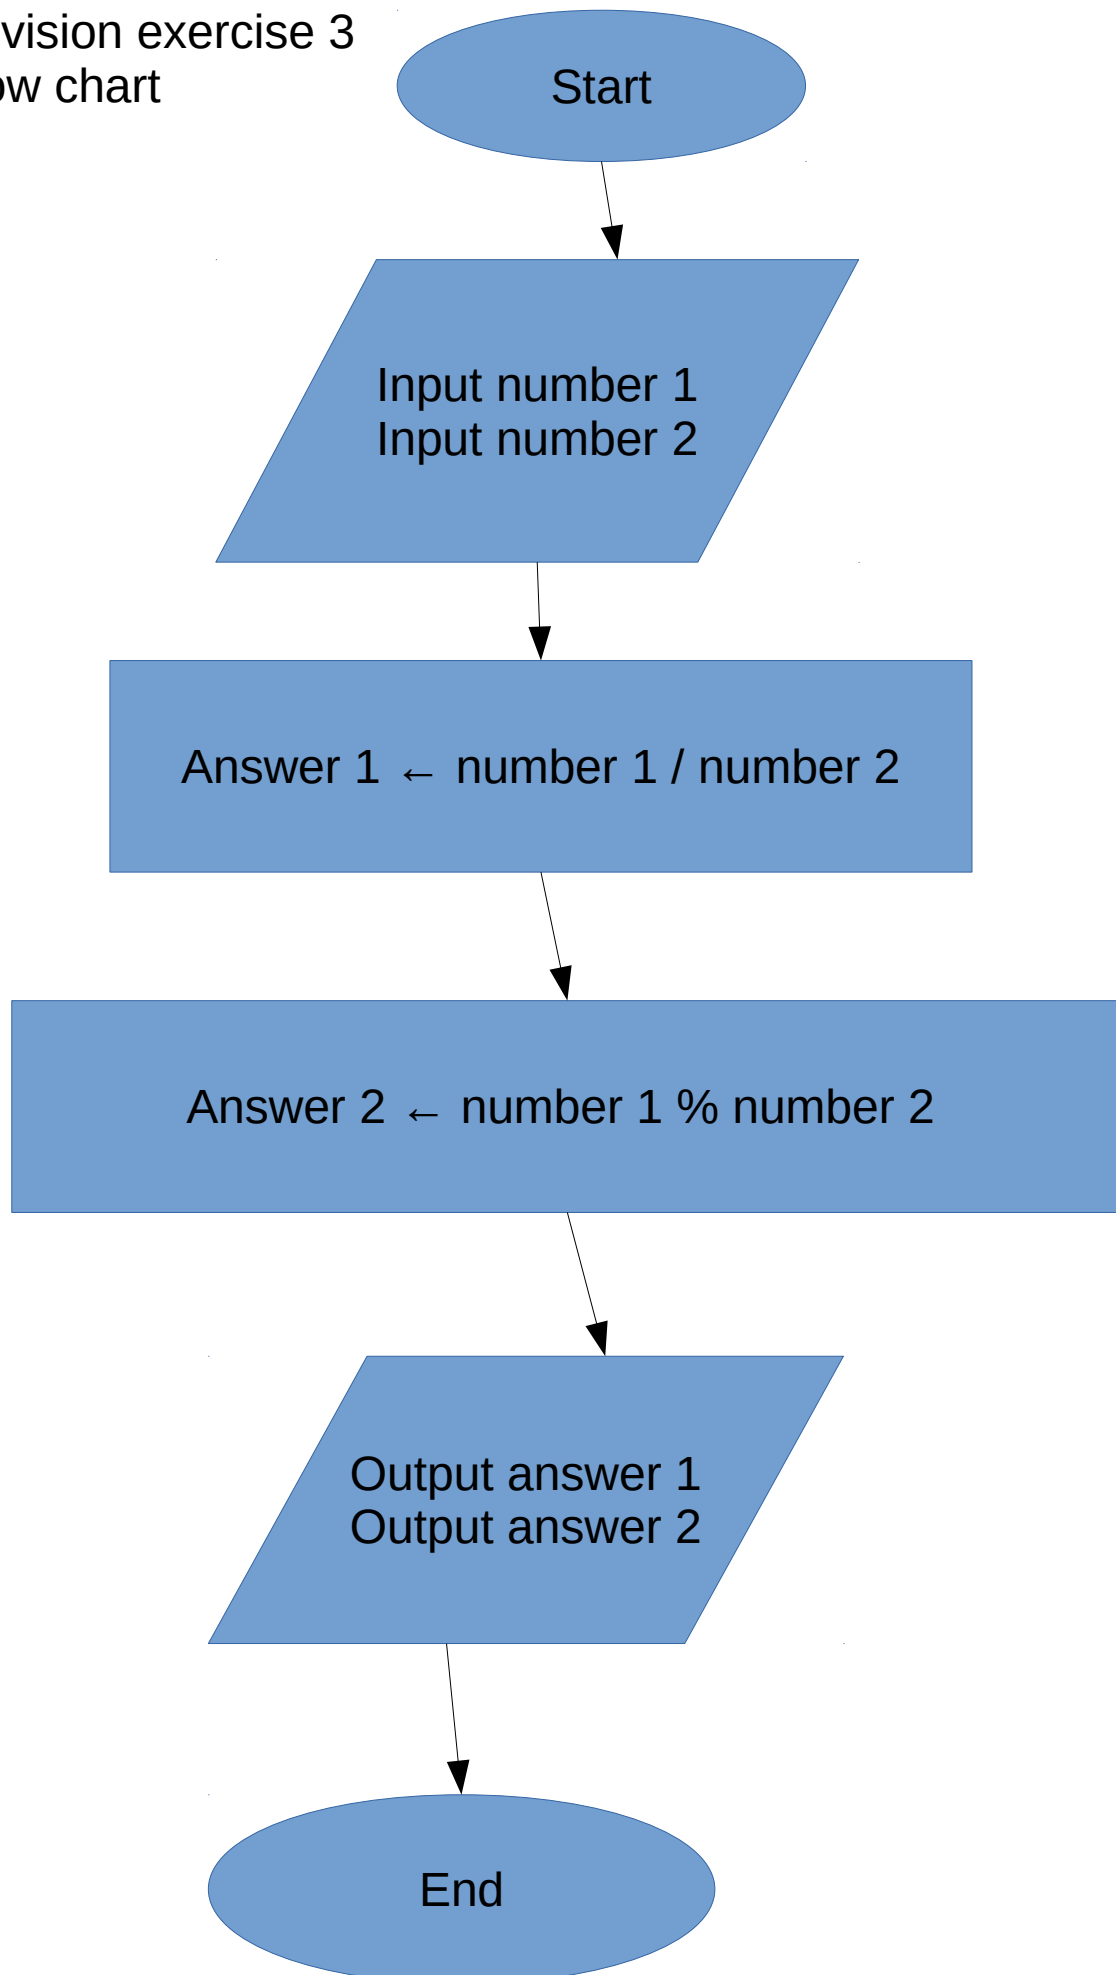 vision exercise 3
ow chart
Start
Input number 1
Input number 2
Answer 1 ← number 1 / number 2
Answer 2 ← number 1 % number 2
Output answer 1
Output answer 2
End